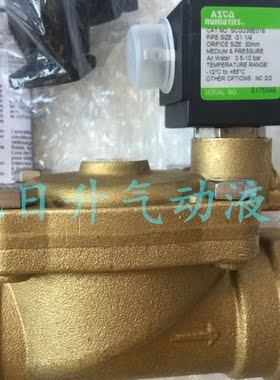 ASCO
numatics
CAT NO SCG238E018
PIPE SIZE: G1 1/4
ORIFICE SIZE: 30mm
MEDIUM & PRESSURE
Air,Water 0.5-10 bar
TEMPERATURE RANGE
-10°C to +85°C
OTHER OPTIONS: NC 2/2
SERIAL NO:
日升气动液